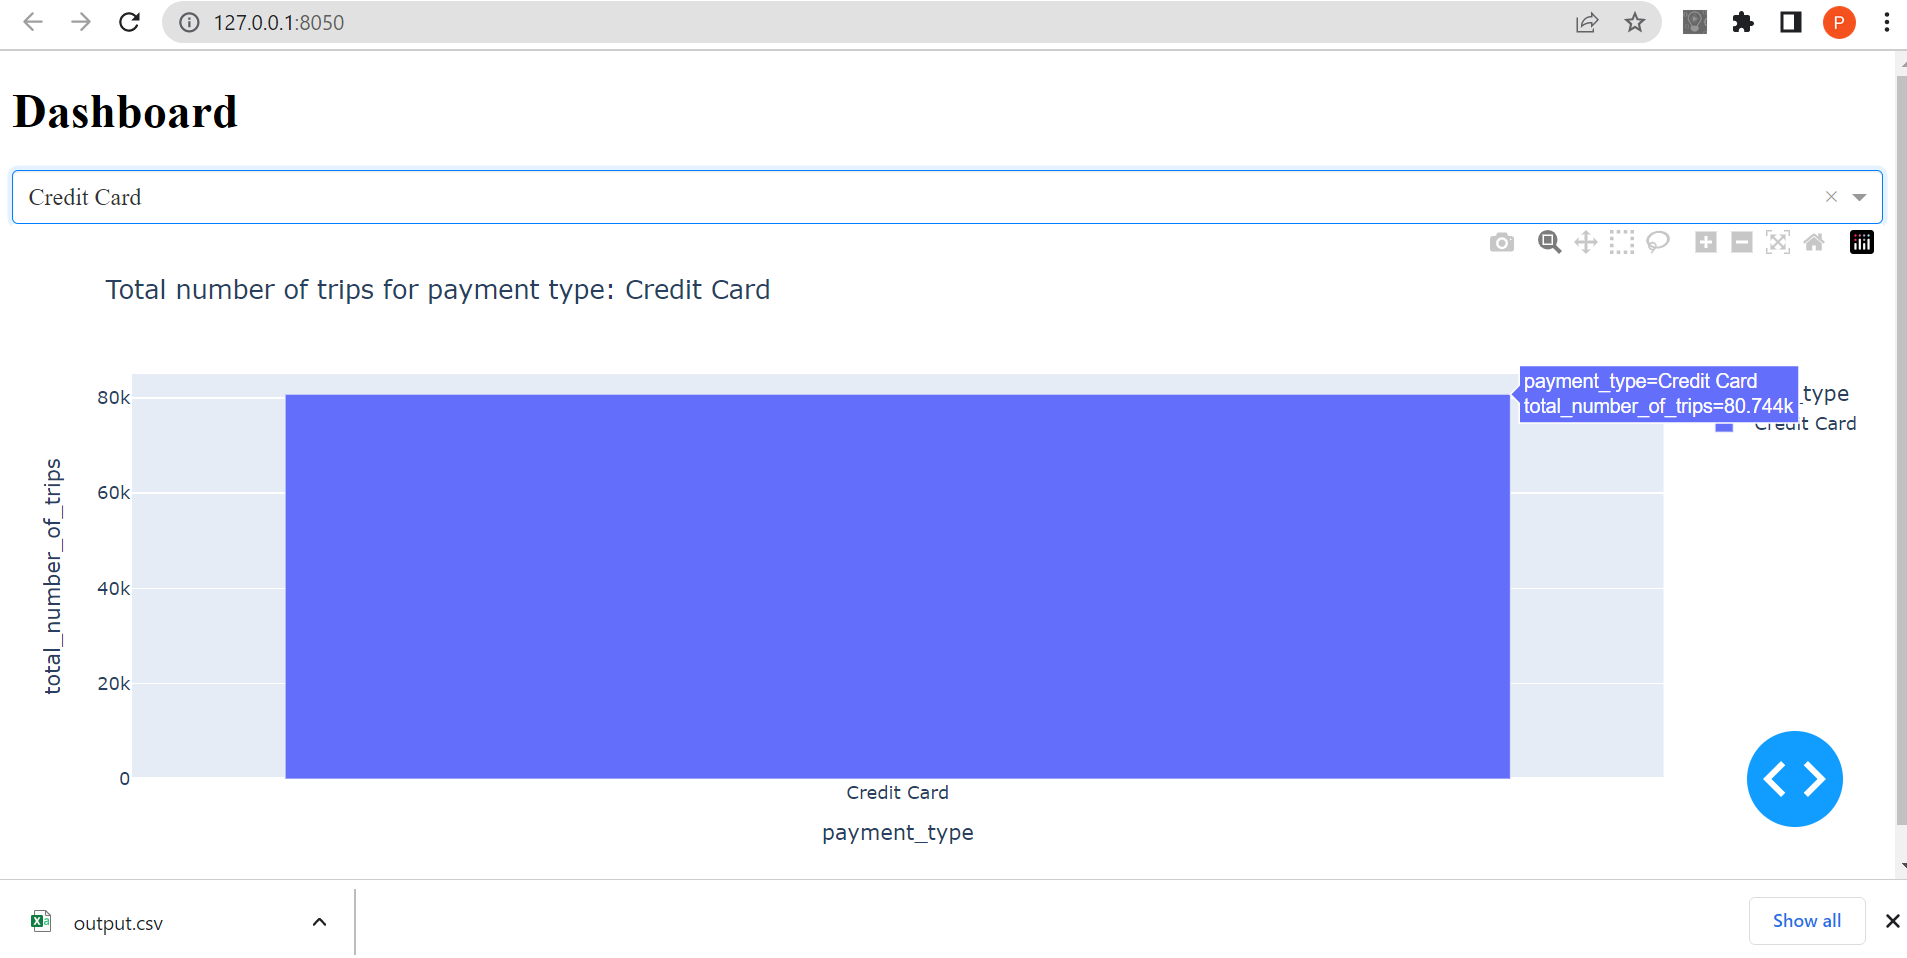 127.0.0.1:8050
P
Dashboard
Credit Card
Total number of trips for payment type: Credit Card
payment_type=Credit Card
total_number_of_trips=80.744k
_type
Credit Card
80k
60k
40k
20k
0
total_number_of_trips
Credit Card
payment_type
output.csv
Show all